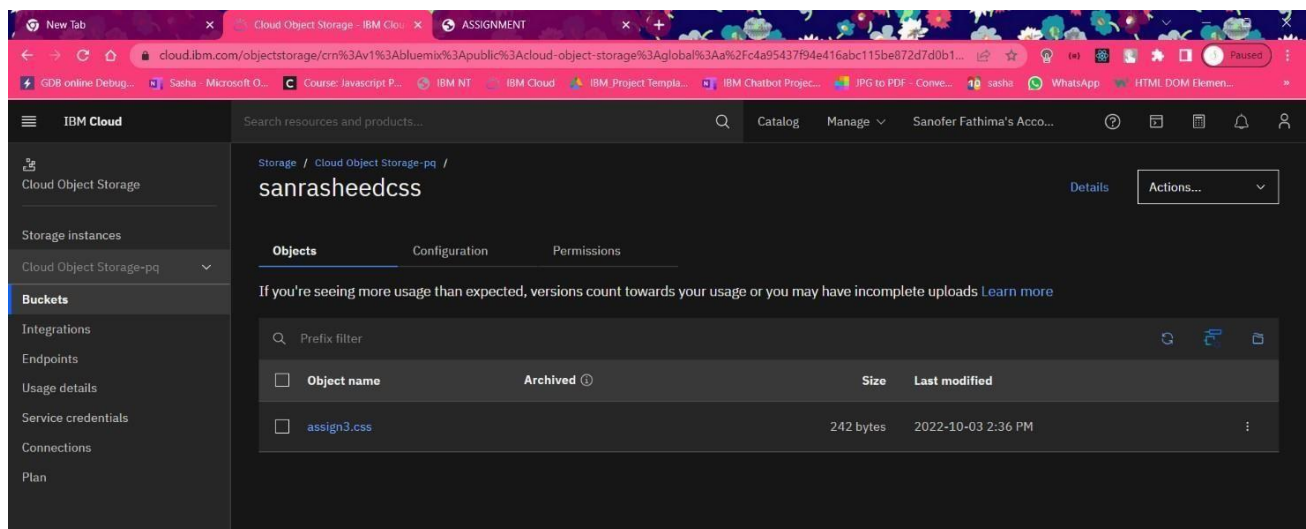 New Tab
Cloud Object Storage - IBM Clou
ASSIGNMENT
cloud.ibm.com/objectstorage/crn%3Av1%3Abluemix%3Apublic%3Acloud-object-storage%3Aglobal%3Aa%2Fc4a95437f94e416abc115be872d7d0b1...
Paused
GDB online Debug...
Sasha - Microsoft O...
Course: Javascript P...
IBM NT
IBM Cloud
IBM_Project Templa...
IBM Chatbot Projec...
JPG to PDF - Conve...
sasha
WhatsApp
HTML DOM Elemen...
IBM Cloud
Search resources and products...
Catalog
Manage
Sanofer Fathima's Acco...
Cloud Object Storage
Storage instances
Cloud Object Storage-pq
Buckets
Integrations
Endpoints
Usage details
Service credentials
Connections
Plan
Storage / Cloud Object Storage-pq /
sanrasheedcss
Details
Actions...
Objects Configuration Permissions
If you're seeing more usage than expected, versions count towards your usage or you may have incomplete uploads Learn more
Prefix filter
Object name Archived Size Last modified
assign3.css 242 bytes 2022-10-03 2:36 PM